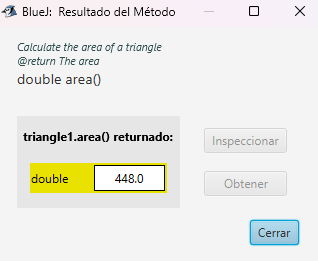 BlueJ: Resultado del Método
Calculate the area of a triangle
@return The area
double area()
triangle1.area() returnado:
double 448.0
Inspeccionar
Obtener
Cerrar